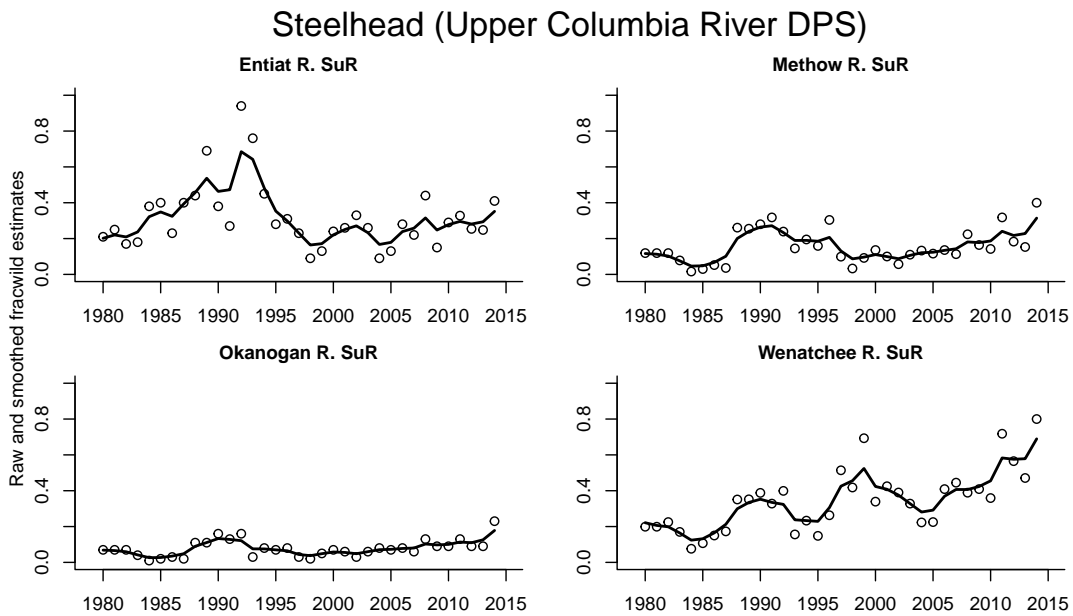 Steelhead (Upper Columbia River DPS)
Raw and smoothed fracwild estimates
Entiat R. SuR
0.8
0.4
0.0
1980 1985 1990 1995 2000 2005 2010 2015
Methow R. SuR
0.8
0.4
0.0
1980 1985 1990 1995 2000 2005 2010 2015
Okanogan R. SuR
0.8
0.4
0.0
1980 1985 1990 1995 2000 2005 2010 2015
Wenatchee R. SuR
0.8
0.4
0.0
1980 1985 1990 1995 2000 2005 2010 2015